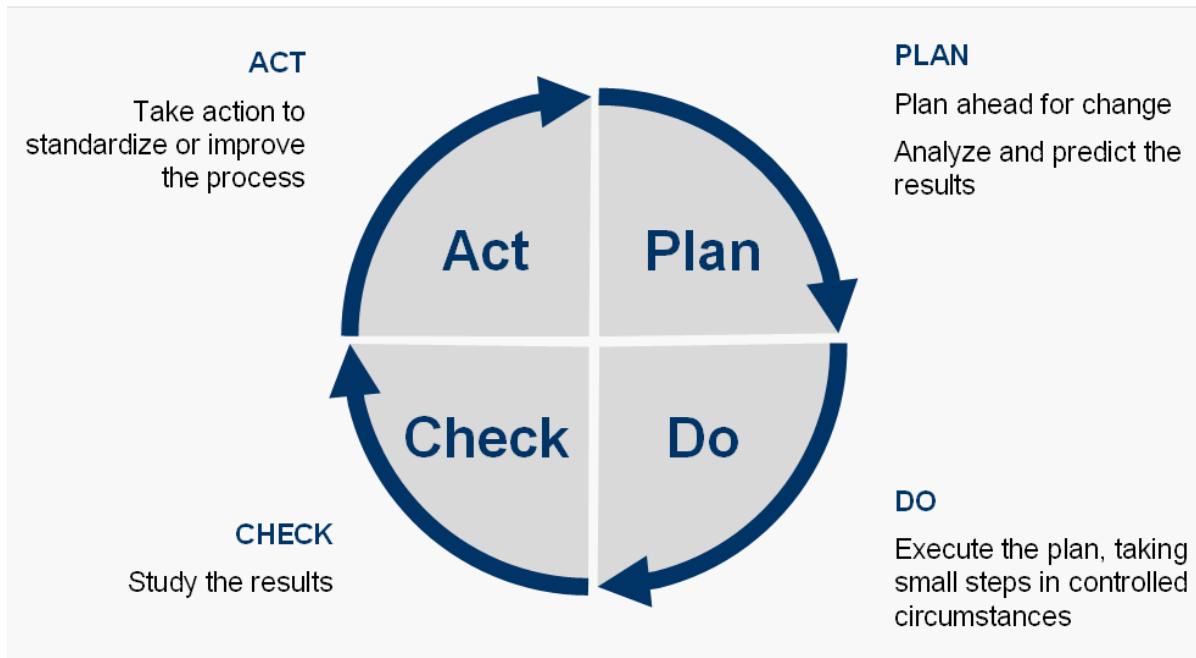 ACT
Take action to
standardize or improve
the process
PLAN
Plan ahead for change
Analyze and predict the
results
Act
Plan
Check
Do
CHECK
Study the results
DO
Execute the plan, taking
small steps in controlled
circumstances